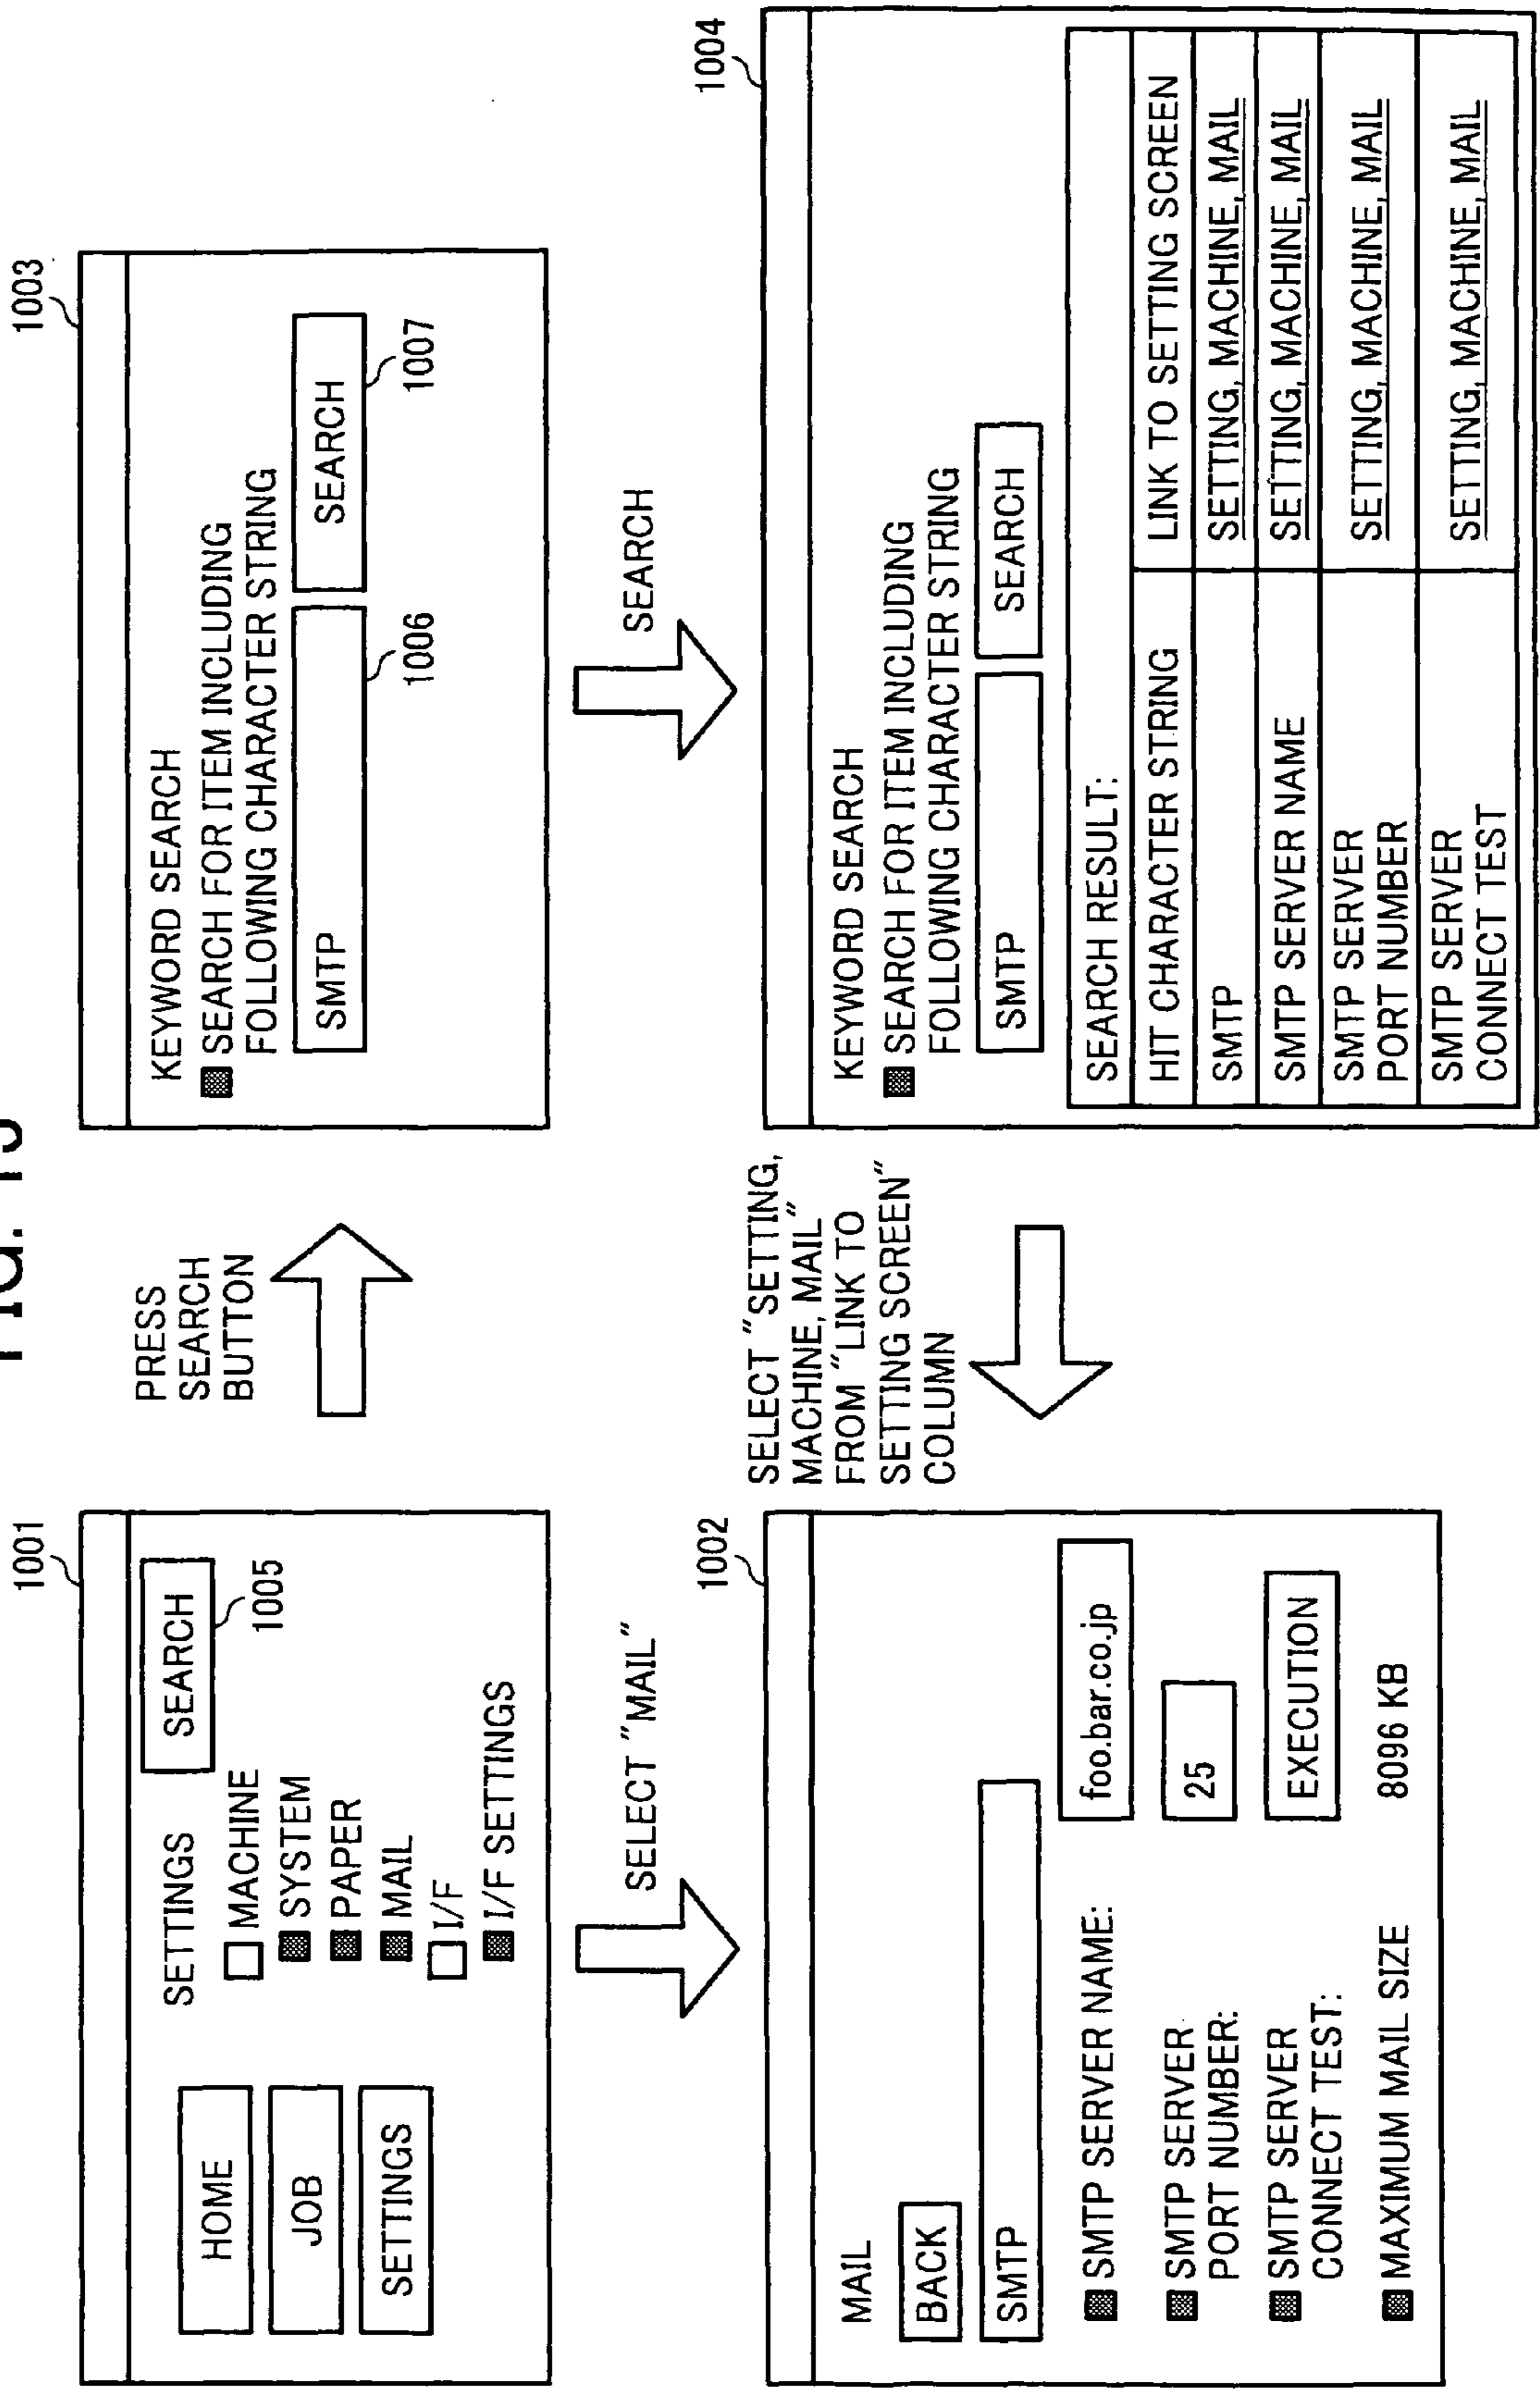 FIG.
1001
HOME
JOB
SETTINGS
SETTINGS
SEARCH
1005
MACHINE
SYSTEM
PAPER
MAIL
I/F
I/F SETTINGS
PRESS
SEARCH
BUTTON
1003
KEYWORD SEARCH
SEARCH FOR ITEM INCLUDING
FOLLOWING CHARACTER STRING
SMTP
SEARCH
1006
1007
SELECT "MAIL"
SEARCH
1002
MAIL
BACK
SMTP
SMTP SERVER NAME:
foo.bar.co.jp
SMTP SERVER
PORT NUMBER:
25
SMTP SERVER
CONNECT TEST:
EXECUTION
MAXIMUM MAIL SIZE
8096 KB
SELECT "SETTING,
MACHINE, MAIL"
FROM "LINK TO
SETTING SCREEN"
COLUMN
1004
KEYWORD SEARCH
SEARCH FOR ITEM INCLUDING
FOLLOWING CHARACTER STRING
SMTP
SEARCH
SEARCH RESULT:
HIT CHARACTER STRING
LINK TO SETTING SCREEN
SMTP
SETTING, MACHINE, MAIL
SMTP SERVER NAME
SETTING, MACHINE, MAIL
SMTP SERVER
PORT NUMBER
SETTING, MACHINE, MAIL
SMTP SERVER
CONNECT TEST
SETTING, MACHINE, MAIL